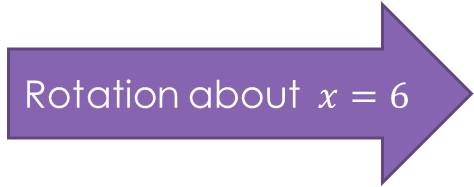 Rotation about 𝑥 = 6